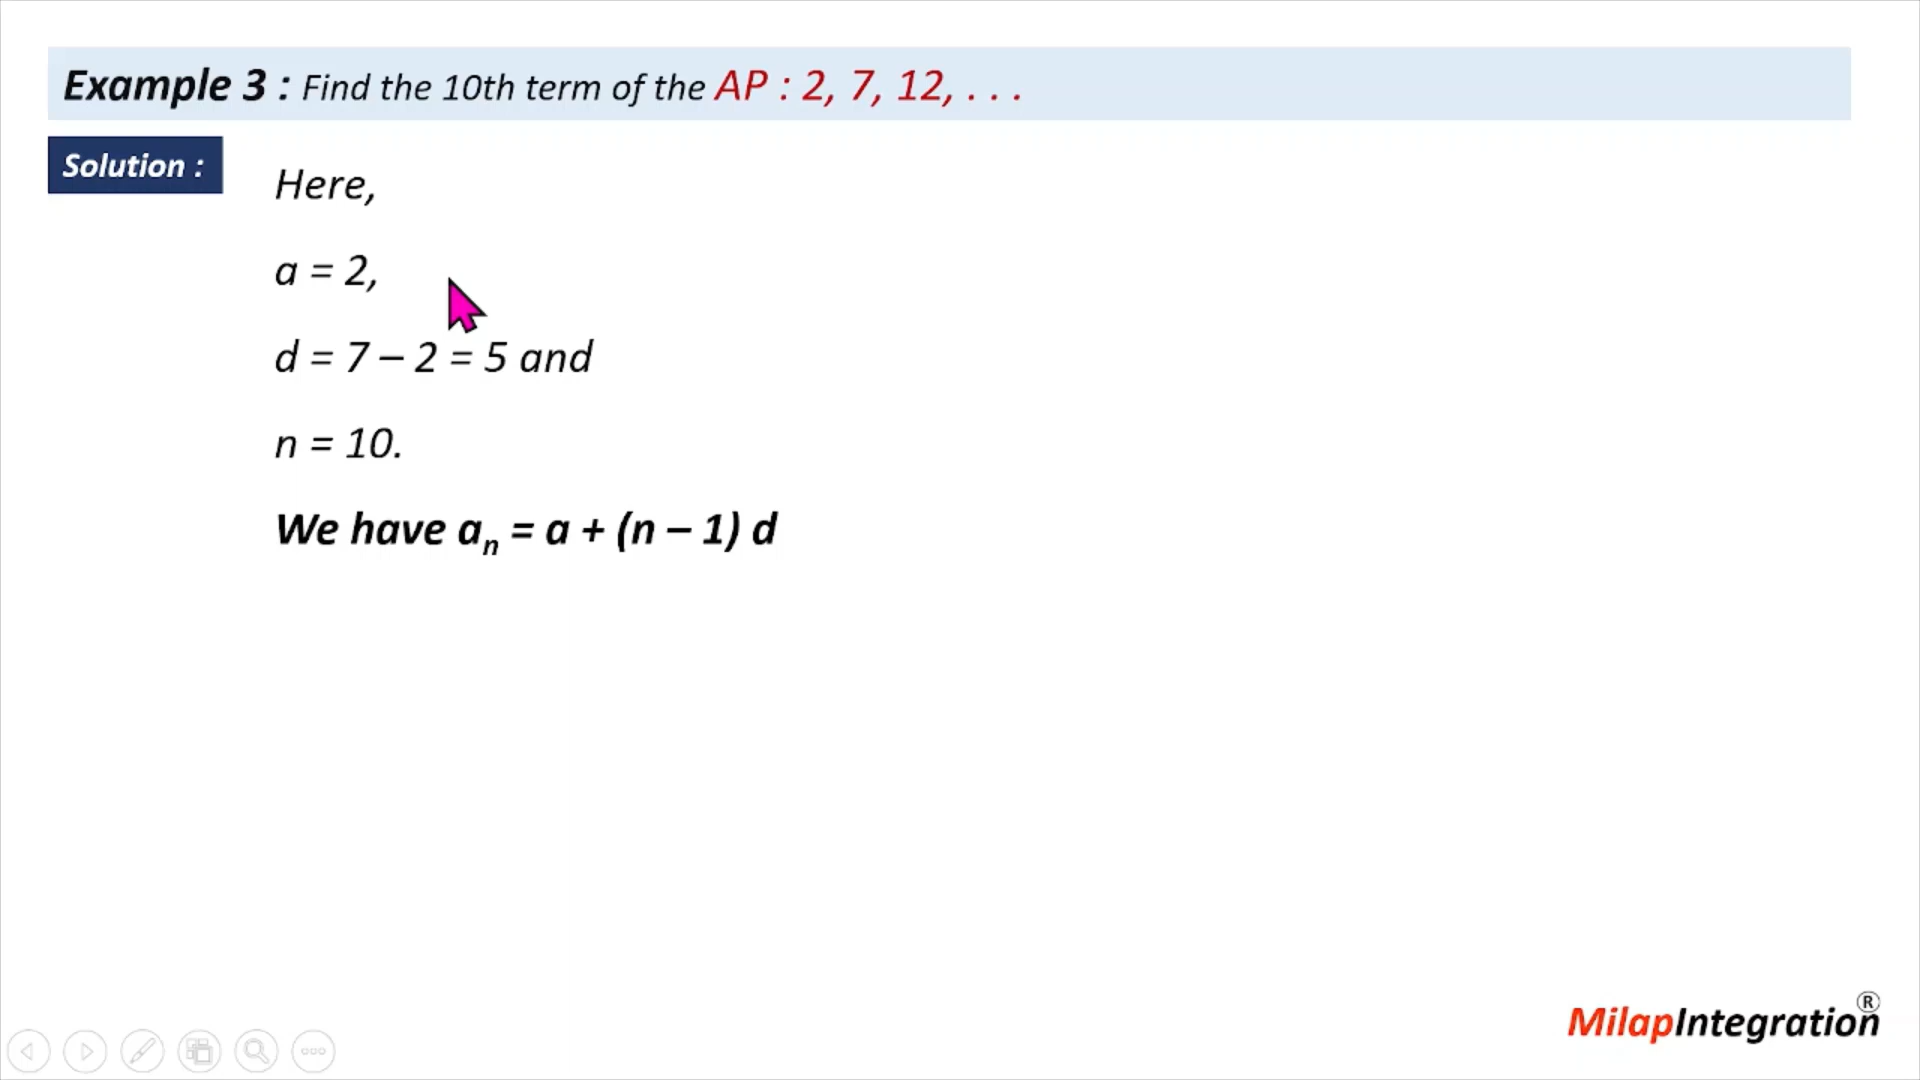 Example 3 : Find the 10th term of the AP : 2, 7, 12, . . .
Solution :
Here,
a = 2,
d = 7 – 2 = 5 and
n = 10.
We have aₙ = a + (n – 1) d
MilapIntegration®